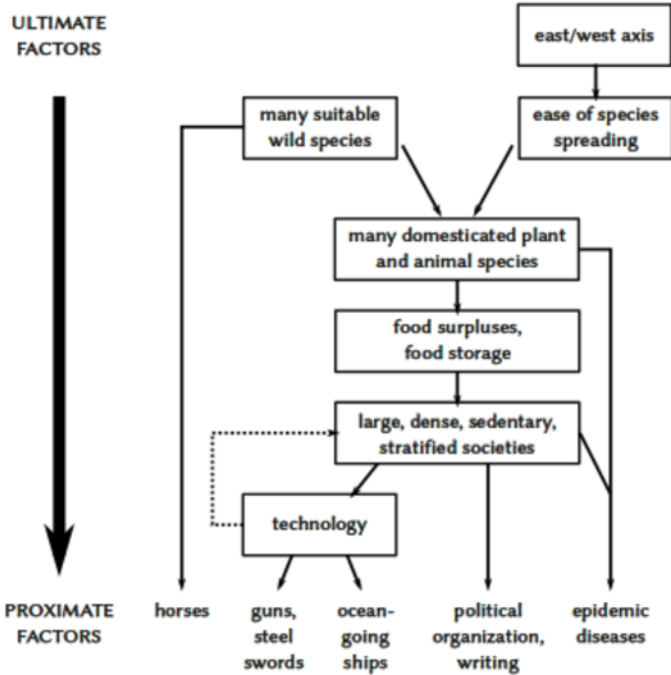 ULTIMATE
FACTORS
east/west axis
many suitable
wild species
ease of species
spreading
many domesticated plant
and animal species
food surpluses,
food storage
large, dense, sedentary,
stratified societies
technology
PROXIMATE
FACTORS
horses
guns,
steel
swords
ocean-
going
ships
political
organization,
writing
epidemic
diseases